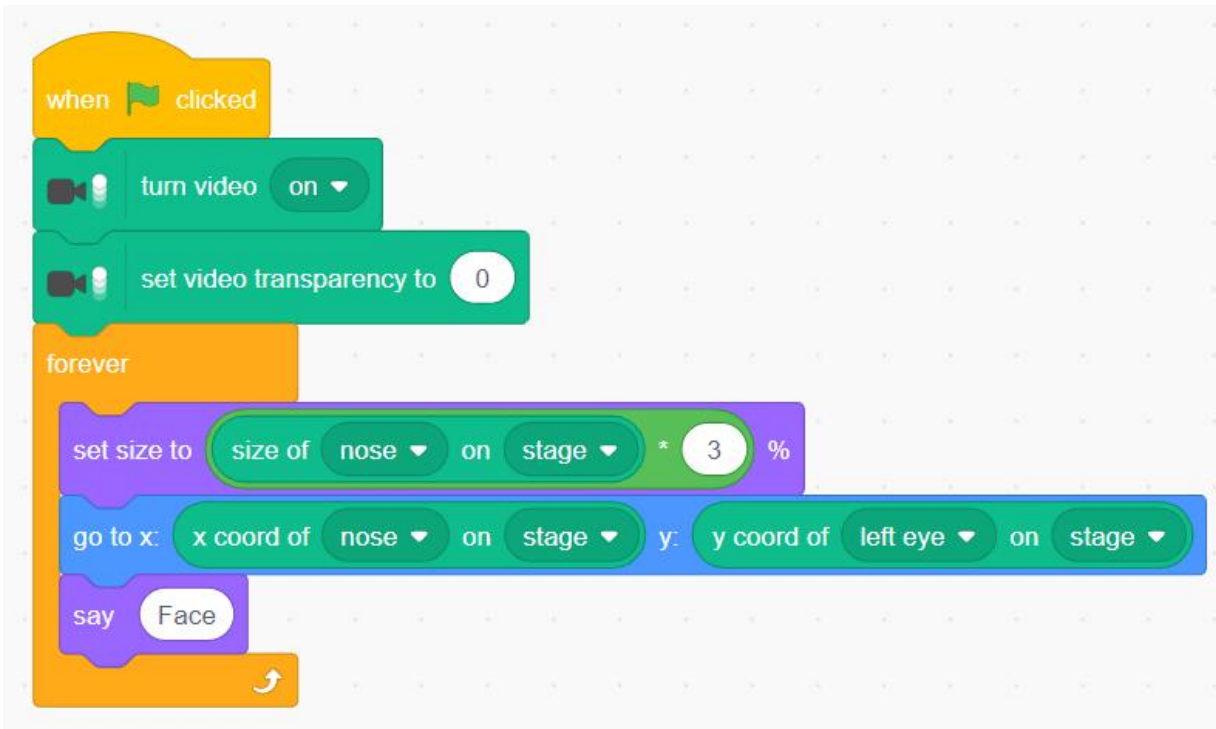 when clicked
turn video on
set video transparency to 0
forever
set size to size of nose on stage * 3 %
go to x: x coord of nose on stage y: y coord of left eye on stage
say Face